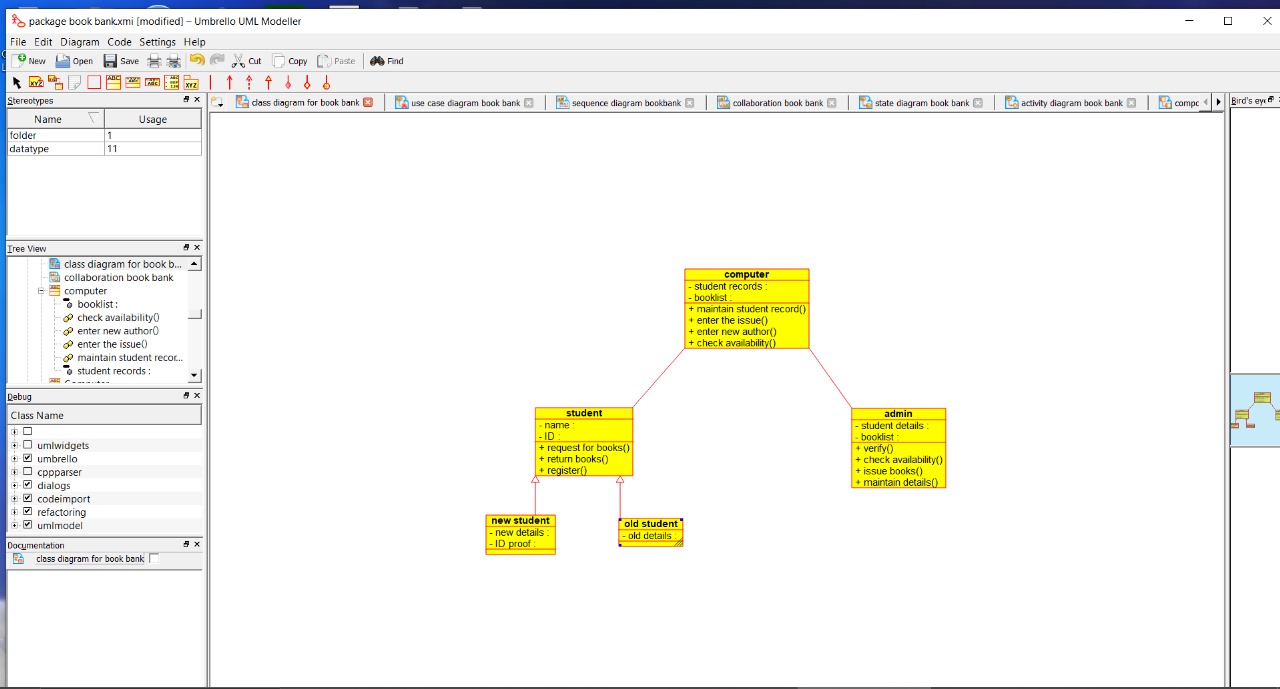 package book bank.xmi [modified] – Umbrello UML Modeller
File Edit Diagram Code Settings Help
New Open Save Cut Copy Paste Find
Stereotypes
Name Usage
folder 1
datatype 11
Tree View
class diagram for book b...
collaboration book bank
computer
booklist :
check availability()
enter new author()
enter the issue()
maintain student recor...
student records :
Computer
Debug
Class Name
umlwidgets
umbrello
cppparser
dialogs
codeimport
refactoring
umlmodel
Documentation
class diagram for book bank
class diagram for book bank
use case diagram book bank
sequence diagram bookbank
collaboration book bank
state diagram book bank
activity diagram book bank
compo
computer
- student records :
- booklist :
+ maintain student record()
+ enter the issue()
+ enter new author()
+ check availability()
student
- name :
- ID :
+ request for books()
+ return books()
+ register()
admin
- student details :
- booklist :
+ verify()
+ check availability()
+ issue books()
+ maintain details()
new student
- new details :
- ID proof :
old student
- old details :
Bird's eye